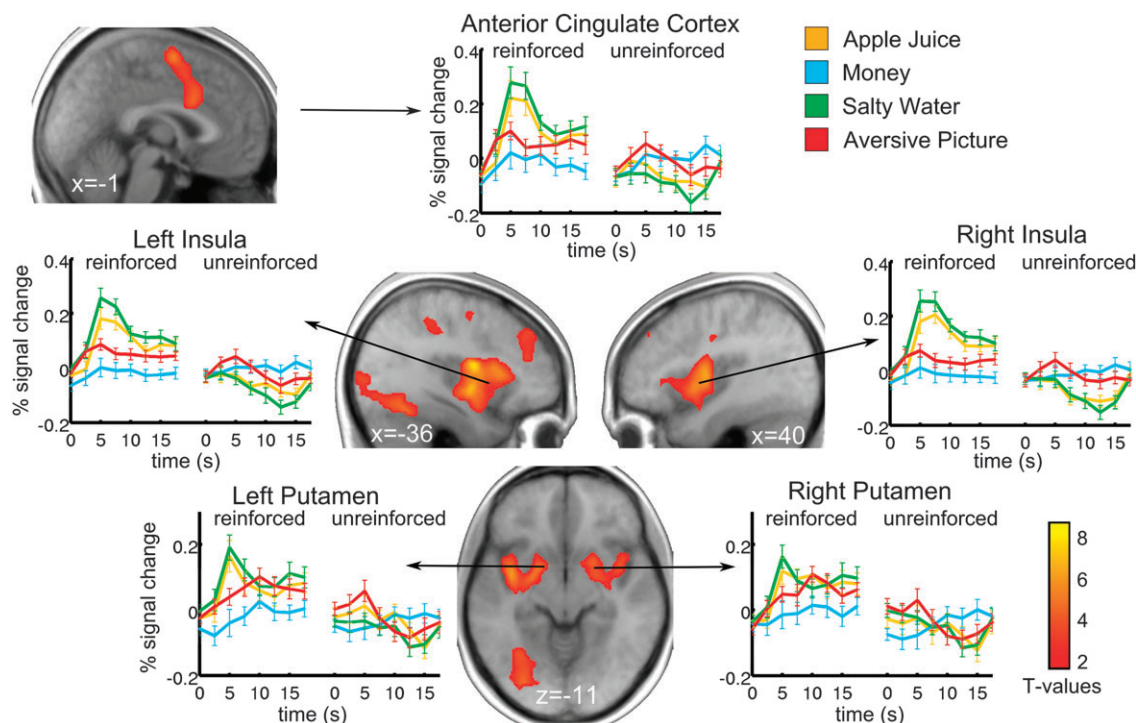 Anterior Cingulate Cortex
reinforced unreinforced
0.4
0.2
0
-0.2
% signal change
0 5 10 15 0 5 10 15
time (s)
Apple Juice
Money
Salty Water
Aversive Picture
x=-1
Left Insula
reinforced unreinforced
0.4
0.2
0
-0.2
% signal change
0 5 10 15 0 5 10 15
time (s)
x=-36
x=40
Right Insula
reinforced unreinforced
0.4
0.2
0
-0.2
% signal change
0 5 10 15 0 5 10 15
time (s)
Left Putamen
reinforced unreinforced
0.2
0
-0.2
% signal change
0 5 10 15 0 5 10 15
time (s)
z=-11
Right Putamen
reinforced unreinforced
0.2
0
-0.2
% signal change
0 5 10 15 0 5 10 15
time (s)
8
6
4
2
T-values